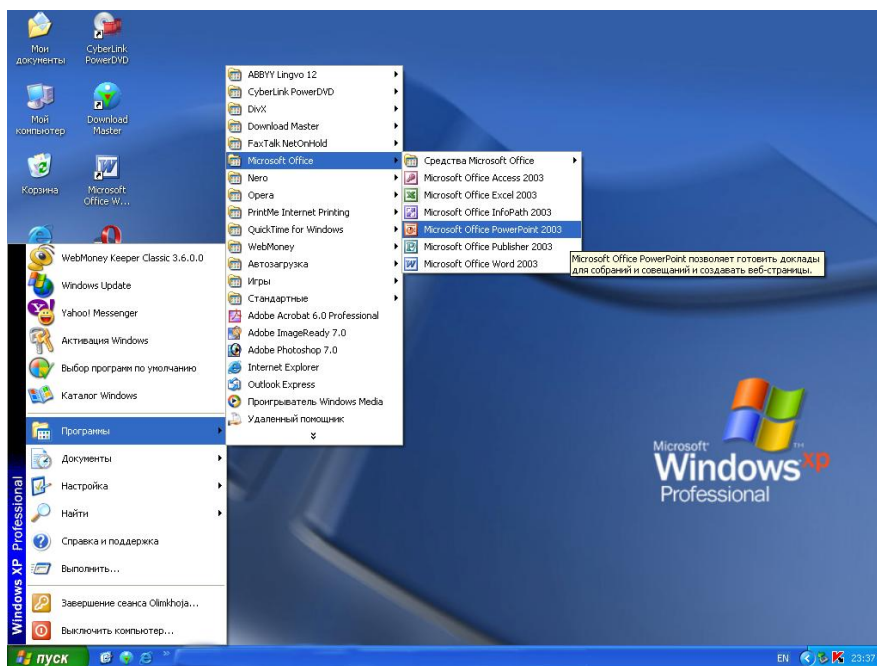 Мои
документы
CyberLink
PowerDVD
Мой
компьютер
Download
Master
Корзина
Microsoft
Office W...
WebMoney Keeper Classic 3.6.0.0
Windows Update
Yahoo! Messenger
Активация Windows
Выбор программ по умолчанию
Каталог Windows
Программы
Документы
Настройка
Найти
Справка и поддержка
Выполнить...
Завершение сеанса Olimkhoja...
Выключить компьютер...
Windows XP Professional
ABBYY Lingvo 12
CyberLink PowerDVD
DivX
Download Master
FaxTalk NetOnHold
Microsoft Office
Nero
Opera
PrintMe Internet Printing
QuickTime for Windows
WebMoney
Автозагрузка
Игры
Стандартные
Adobe Acrobat 6.0 Professional
Adobe ImageReady 7.0
Adobe Photoshop 7.0
Internet Explorer
Outlook Express
Проигрыватель Windows Media
Удаленный помощник
Средства Microsoft Office
Microsoft Office Access 2003
Microsoft Office Excel 2003
Microsoft Office InfoPath 2003
Microsoft Office PowerPoint 2003
Microsoft Office Publisher 2003
Microsoft Office Word 2003
Microsoft Office PowerPoint позволяет готовить доклады
для собраний и совещаний и создавать веб-страницы.
Microsoft
Windows xp
Professional
пуск
EN
23:37